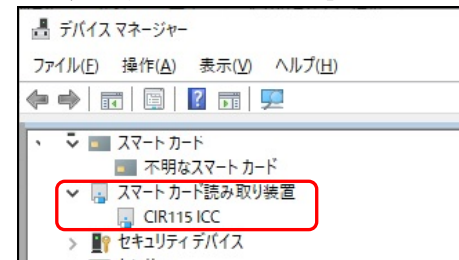 デバイス マネージャー
ファイル(F) 操作(A) 表示(V) ヘルプ(H)
スマート カード
不明なスマート カード
スマート カード読み取り装置
CIR115 ICC
セキュリティ デバイス